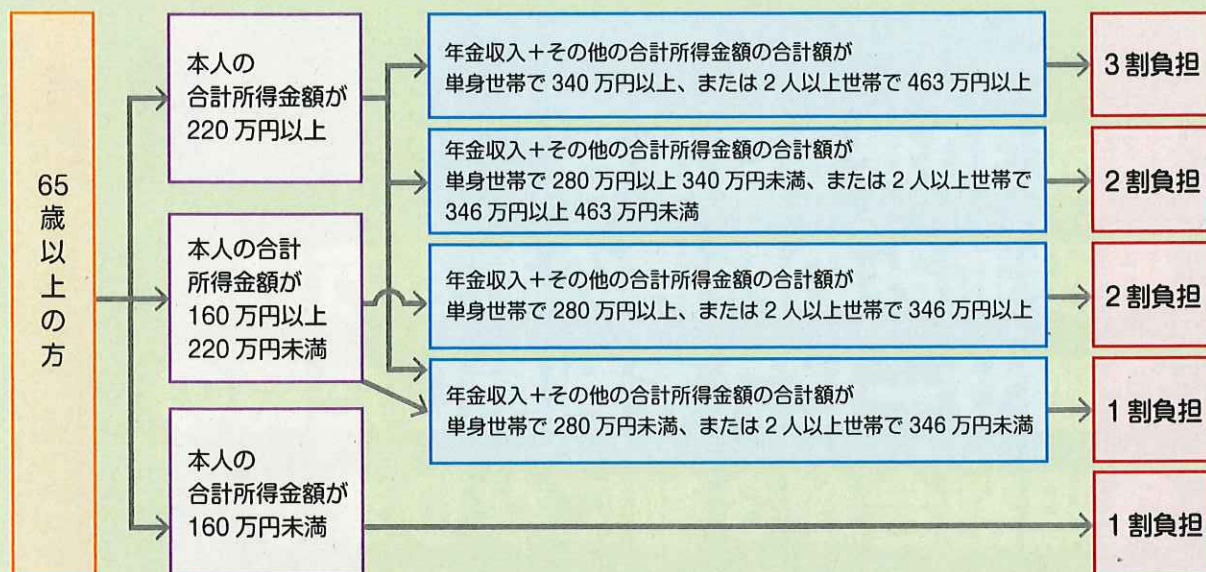 65歳以上の方
本人の
合計所得金額が
220万円以上
年金収入+その他の合計所得金額の合計額が
単身世帯で340万円以上、または2人以上世帯で463万円以上
3割負担
年金収入+その他の合計所得金額の合計額が
単身世帯で280万円以上340万円未満、または2人以上世帯で
346万円以上463万円未満
2割負担
本人の合計
所得金額が
160万円以上
220万円未満
年金収入+その他の合計所得金額の合計額が
単身世帯で280万円以上、または2人以上世帯で346万円以上
2割負担
年金収入+その他の合計所得金額の合計額が
単身世帯で280万円未満、または2人以上世帯で346万円未満
1割負担
本人の
合計所得金額が
160万円未満
1割負担